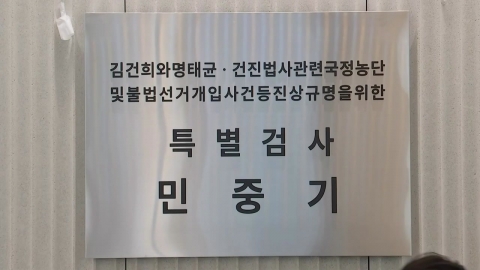 김건희와명태균·건진법사관련국정농단
및불법선거개입사건등진상규명을위한
특별검사
민중기